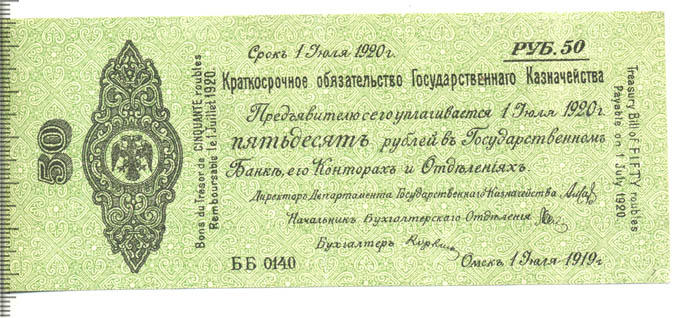 Срокъ 1 Июля 1920 г.
РУБ. 50
Краткосрочное обязательство Государственнаго Казначейства
Предъявителю сего уплачивается 1 Июля 1920 г.
пятьдесятъ рублей въ Государственномъ
Банкѣ, его Конторахъ и Отдѣленіяхъ.
Директоръ Департамента Государственнаго Казначейства
Начальникъ Бухгалтерскаго Отдѣленія
Бухгалтеръ
ББ 0140
Омскъ 1 Июля 1919 г
50
Bons du Trésor de CINQUANTE roubles
Remboursable le 1 Juillet 1920.
Treasury Bill of FIFTY roubles
Payable on 1 July 1920